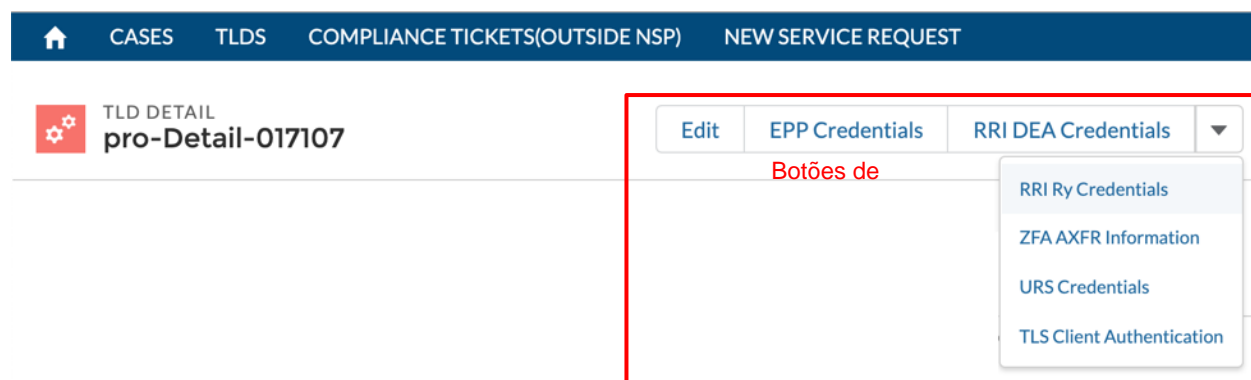 CASES TLDS COMPLIANCE TICKETS(OUTSIDE NSP) NEW SERVICE REQUEST
TLD DETAIL
pro-Detail-017107
Edit EPP Credentials RRI DEA Credentials
Botões de
RRI Ry Credentials
ZFA AXFR Information
URS Credentials
TLS Client Authentication